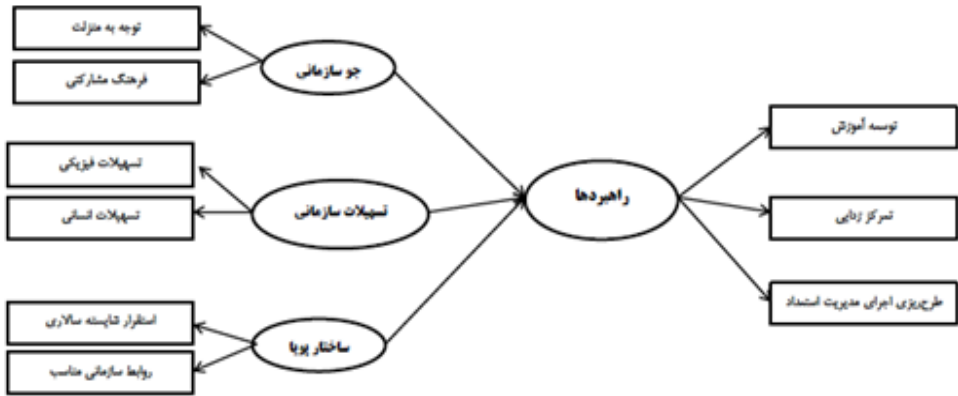 توجه به منزلت
جو سازمانی
فرهنگ مشارکتی
توسعه آموزش
تسهیلات فیزیکی
راهبردها
تسهیلات انسانی
تسهیلات سازمانی
تمرکز زدایی
طرح‌ریزی اجرای مدیریت استعداد
استقرار شایسته سالاری
ساختار پویا
روابط سازمانی مناسب